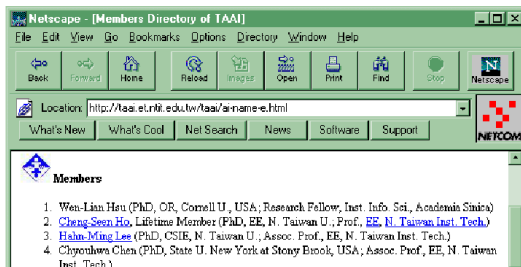 Netscape - [Members Directory of TAAI]
File Edit View Go Bookmarks Options Directory Window Help
Back Forward Home Reload Images Open Print Find Stop Netscape
Location: http://taai.et.ntit.edu.tw/taai/ai-name-e.html
What's New What's Cool Net Search News Software Support
NETCOM
Members
1. Wen-Lian Hsu (PhD, OR, Cornell U., USA; Research Fellow, Inst. Info. Sci., Academia Sinica)
2. Cheng-Seen Ho, Lifetime Member (PhD, EE, N. Taiwan U.; Prof., EE, N. Taiwan Inst. Tech.)
3. Hahn-Ming Lee (PhD, CSIE, N. Taiwan U.; Assoc. Prof., EE, N. Taiwan Inst. Tech.)
4. Chyouhwa Chen (PhD, State U. New York at Stony Brook, USA; Assoc. Prof., EE, N. Taiwan
Inst. Tech.)